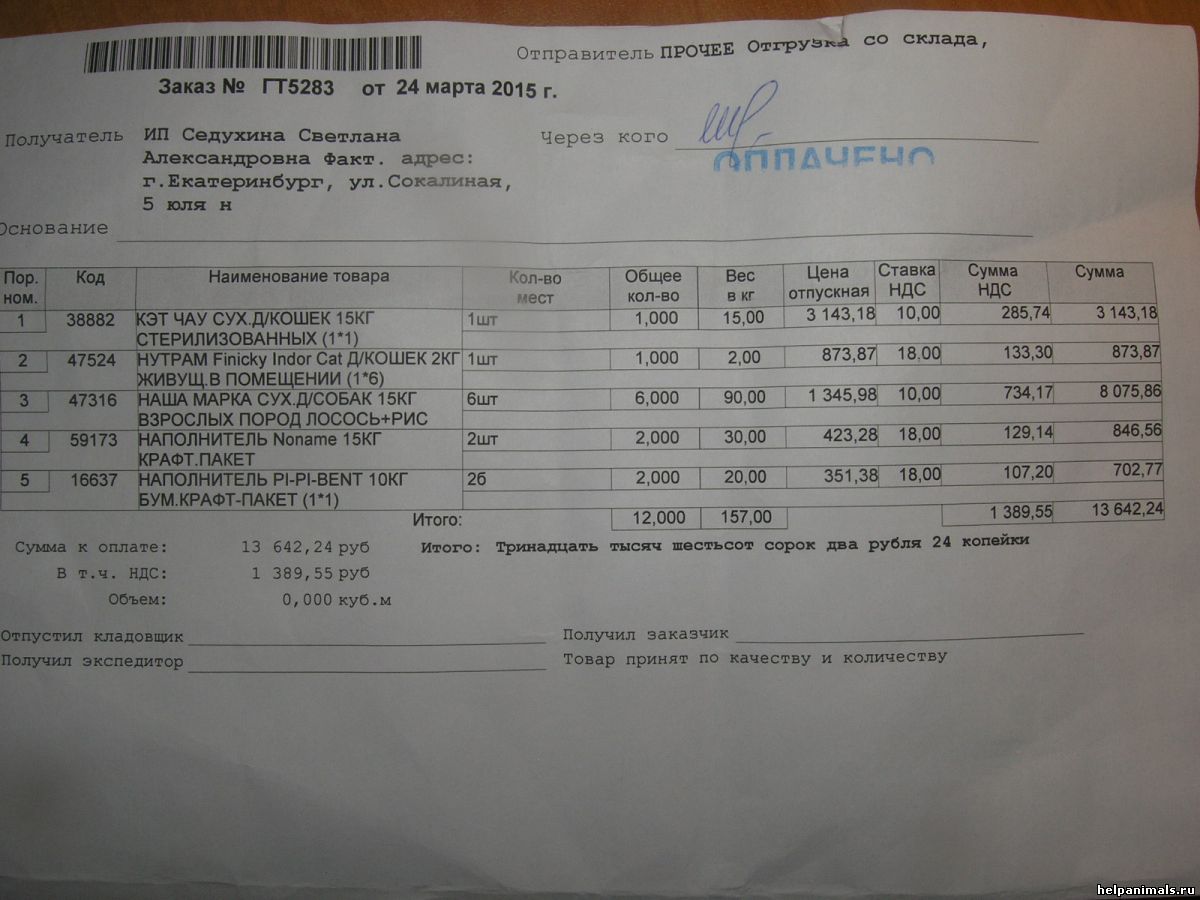 Отправитель ПРОЧЕЕ Отгрузка со склада,
Заказ № ГТ5283 от 24 марта 2015 г.
Получатель ИП Седухина Светлана
Александровна Факт. адрес:
г.Екатеринбург, ул.Сокалиная,
5 юля н
Через кого
ОПЛАЧЕНО
Основание
Пор. ном. Код Наименование товара Кол-во мест Общее кол-во Вес в кг Цена отпускная Ставка НДС Сумма НДС Сумма
1 38882 КЭТ ЧАУ СУХ.Д/КОШЕК 15КГ 1шт 1,000 15,00 3 143,18 10,00 285,74 3 143,18
СТЕРИЛИЗОВАННЫХ (1*1)
2 47524 НУТРАМ Finicky Indor Cat Д/КОШЕК 2КГ 1шт 1,000 2,00 873,87 18,00 133,30 873,87
ЖИВУЩ.В ПОМЕЩЕНИИ (1*6)
3 47316 НАША МАРКА СУХ.Д/СОБАК 15КГ 6шт 6,000 90,00 1 345,98 10,00 734,17 8 075,86
ВЗРОСЛЫХ ПОРОД ЛОСОСЬ+РИС
4 59173 НАПОЛНИТЕЛЬ Noname 15КГ 2шт 2,000 30,00 423,28 18,00 129,14 846,56
КРАФТ.ПАКЕТ
5 16637 НАПОЛНИТЕЛЬ PI-PI-BENT 10КГ 2б 2,000 20,00 351,38 18,00 107,20 702,77
БУМ.КРАФТ-ПАКЕТ (1*1)
Итого: 12,000 157,00 1 389,55 13 642,24
Сумма к оплате: 13 642,24 руб Итого: Тринадцать тысяч шестьсот сорок два рубля 24 копейки
В т.ч. НДС: 1 389,55 руб
Объем: 0,000 куб.м
Отпустил кладовщик Получил заказчик
Получил экспедитор Товар принят по качеству и количеству
helpanimals.ru